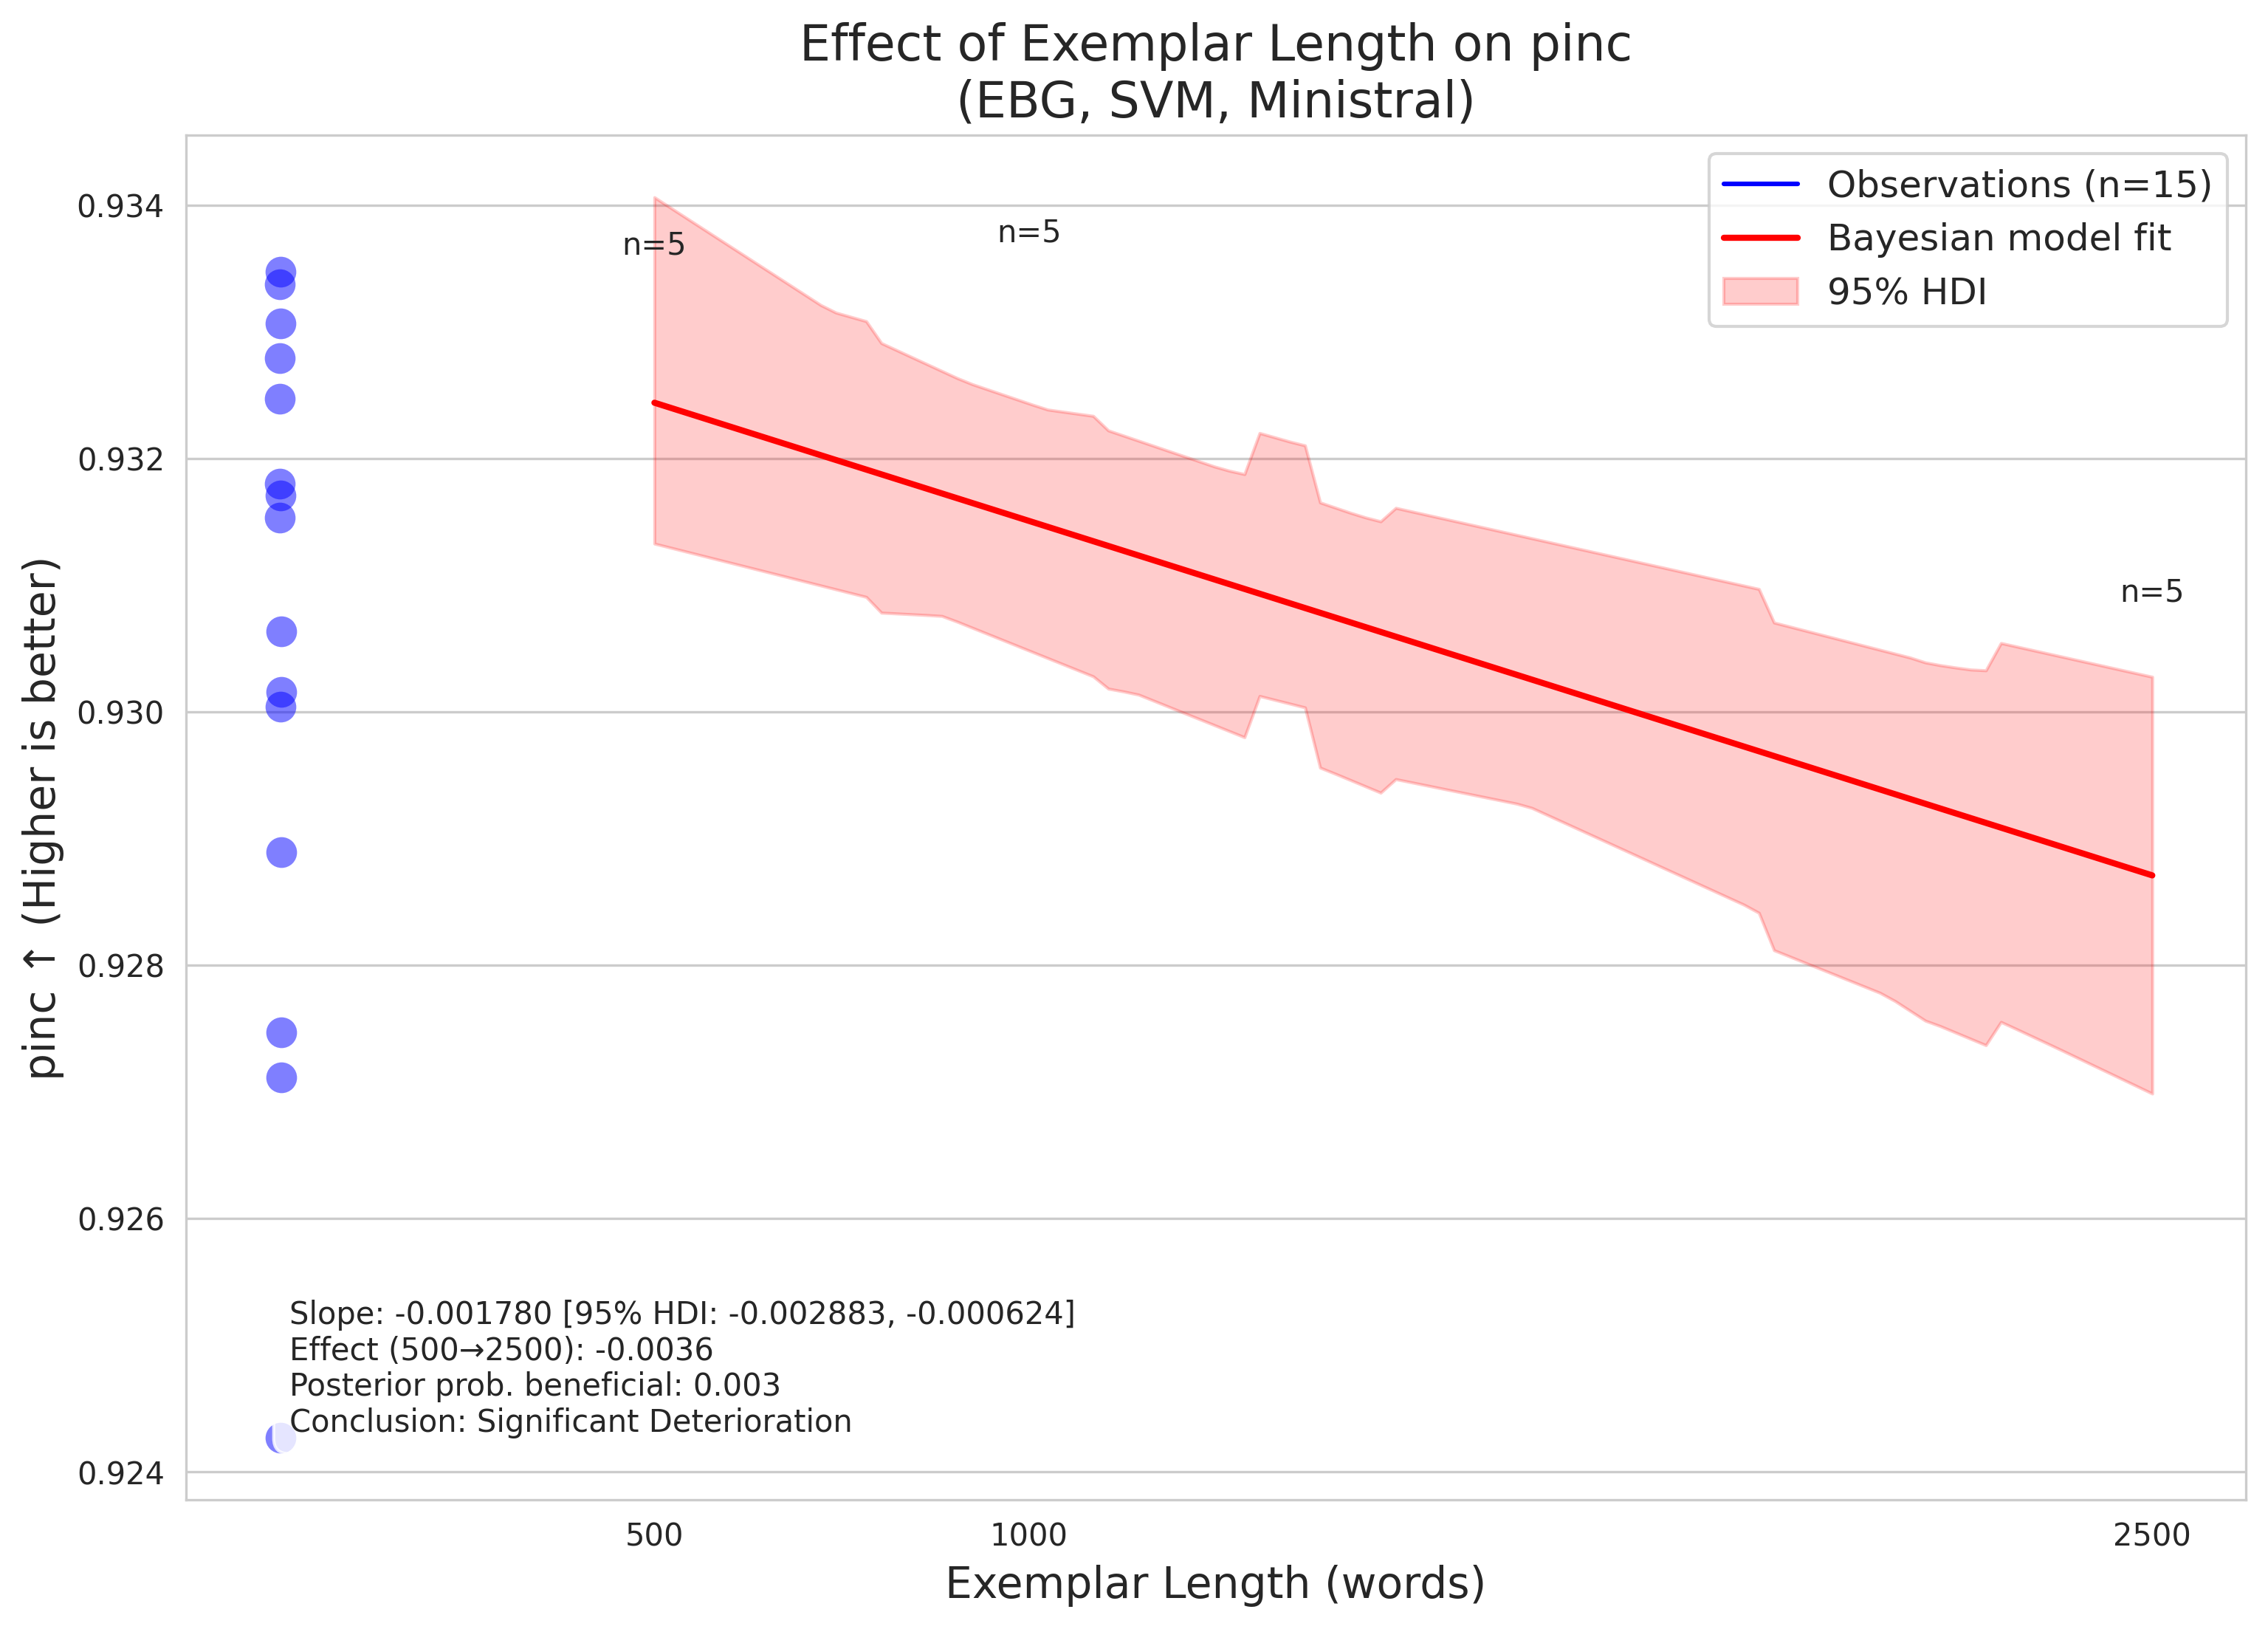 Effect of Exemplar Length on pinc
(EBG, SVM, Ministral)
Observations (n=15)
Bayesian model fit
95% HDI
n=5
n=5
n=5
pinc ↑ (Higher is better)
0.934
0.932
0.930
0.928
0.926
0.924
Slope: -0.001780 [95% HDI: -0.002883, -0.000624]
Effect (500→2500): -0.0036
Posterior prob. beneficial: 0.003
Conclusion: Significant Deterioration
500
1000
2500
Exemplar Length (words)